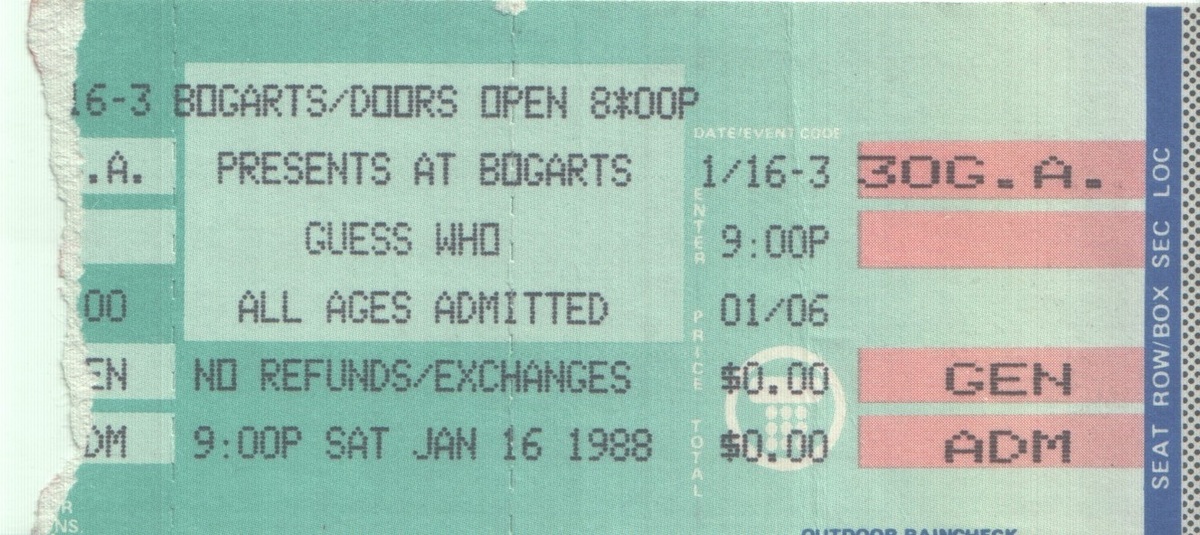 16-3 BOGARTS/DOORS OPEN 8*00P
DATE/EVENT CODE
.A. PRESENTS AT BOGARTS 1/16-3 BOG.A.
GUESS WHO 9:00P
00 ALL AGES ADMITTED 01/06
EN NO REFUNDS/EXCHANGES $0.00 GEN
DM 9:00P SAT JAN 16 1988 $0.00 ADM
ENTER PRICE TOTAL
SEAT ROW/BOX SEC LOC
OR
NS.
OUTDOOR RAINCHECK